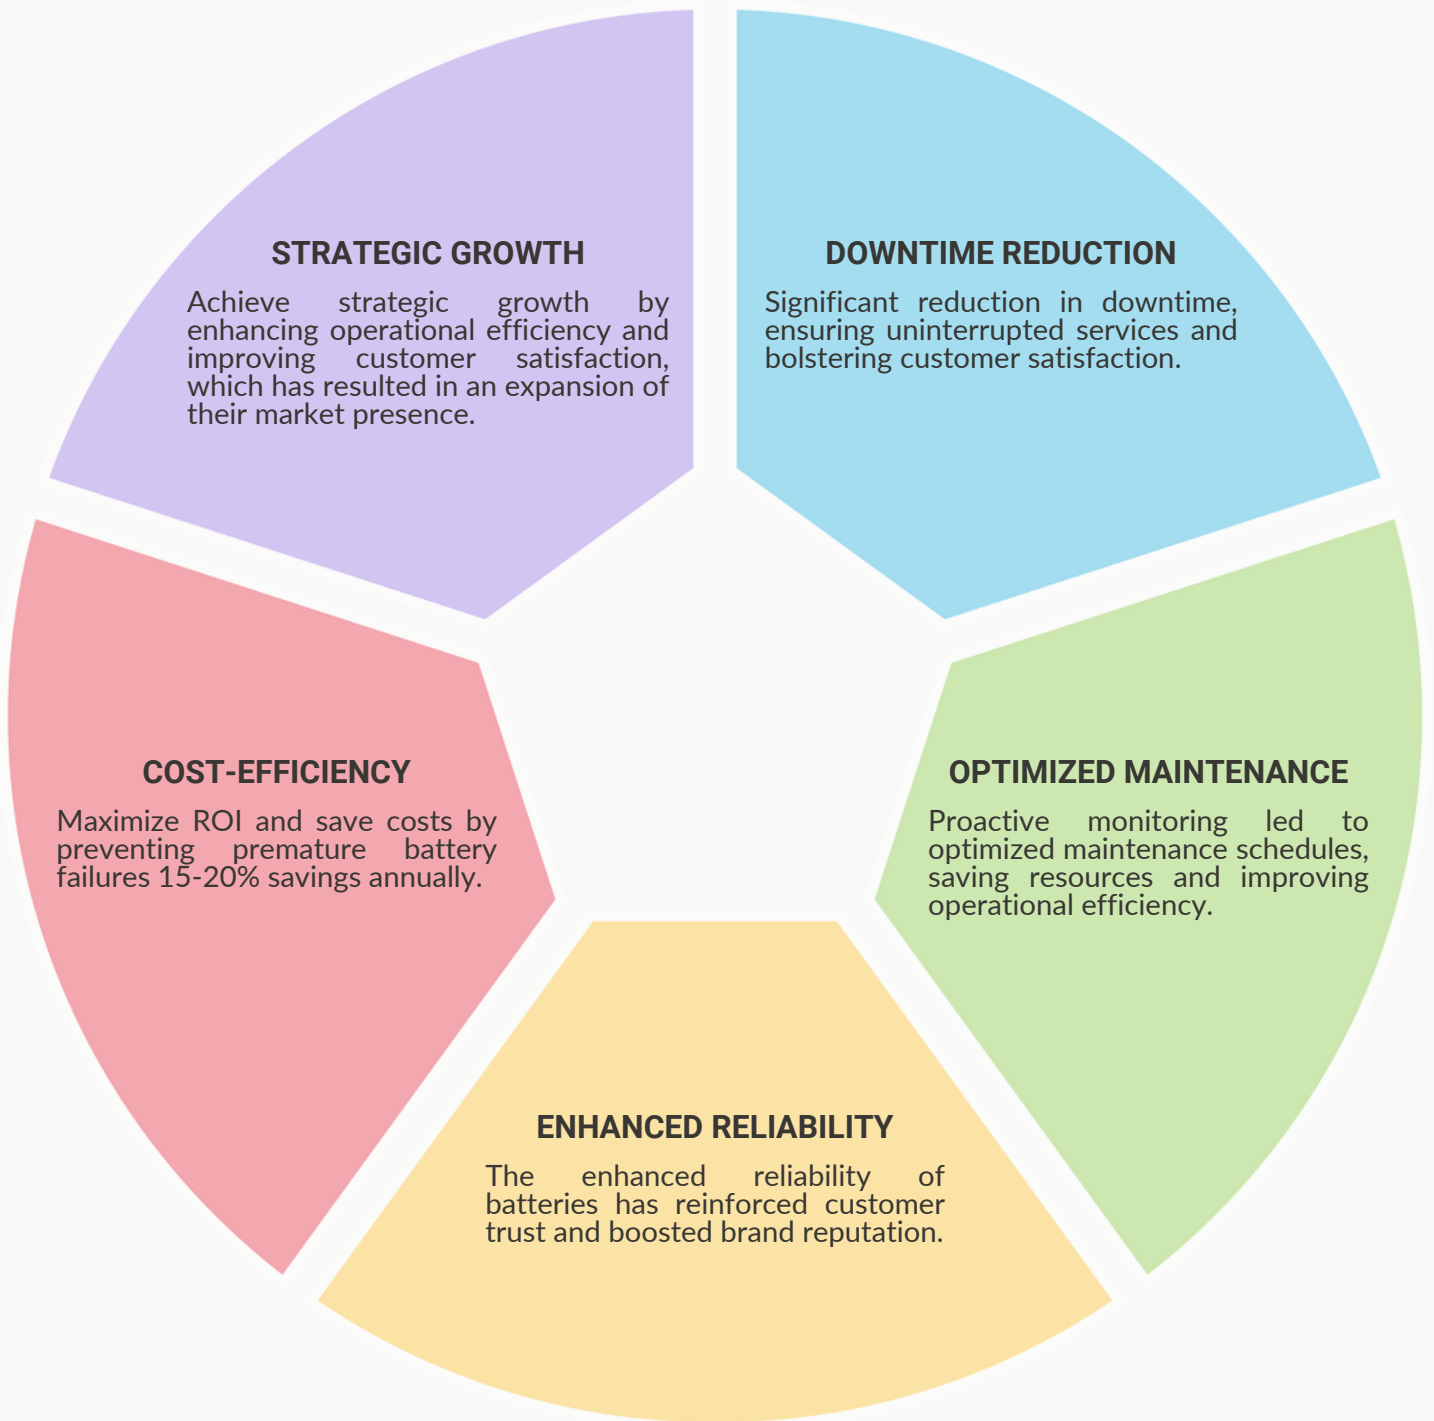 STRATEGIC GROWTH
Achieve strategic growth by
enhancing operational efficiency and
improving customer satisfaction,
which has resulted in an expansion of
their market presence.
DOWNTIME REDUCTION
Significant reduction in downtime,
ensuring uninterrupted services and
bolstering customer satisfaction.
COST-EFFICIENCY
Maximize ROI and save costs by
preventing premature battery
failures 15-20% savings annually.
OPTIMIZED MAINTENANCE
Proactive monitoring led to
optimized maintenance schedules,
saving resources and improving
operational efficiency.
ENHANCED RELIABILITY
The enhanced reliability of
batteries has reinforced customer
trust and boosted brand reputation.